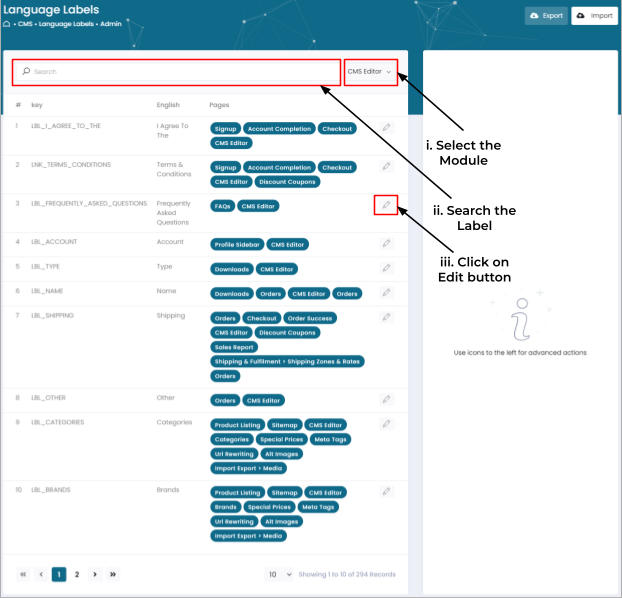 Language Labels
• CMS • Language Labels • Admin
Export
Import
Search
CMS Editor
# key English Pages
1 LBL_I_AGREE_TO_THE I Agree To The Signup Account Completion Checkout
CMS Editor
2 LNK_TERMS_CONDITIONS Terms & Conditions Signup Account Completion Checkout
CMS Editor Discount Coupons
3 LBL_FREQUENTLY_ASKED_QUESTIONS Frequently Asked Questions FAQs CMS Editor
4 LBL_ACCOUNT Account Profile Sidebar CMS Editor
5 LBL_TYPE Type Downloads CMS Editor
6 LBL_NAME Name Downloads Orders CMS Editor Orders
7 LBL_SHIPPING Shipping Orders Checkout Order Success
CMS Editor Discount Coupons
Sales Report
Shipping & Fulfilment > Shipping Zones & Rates
Orders
8 LBL_OTHER Other Orders CMS Editor
9 LBL_CATEGORIES Categories Product Listing Sitemap CMS Editor
Categories Special Prices Meta Tags
Url Rewriting Alt Images
Import Export > Media
10 LBL_BRANDS Brands Product Listing Sitemap CMS Editor
Brands Special Prices Meta Tags
Url Rewriting Alt Images
Import Export > Media
« ‹ 1 2 › »
10 Showing 1 to 10 of 294 Records
i. Select the
Module
ii. Search the
Label
iii. Click on
Edit button
Use icons to the left for advanced actions